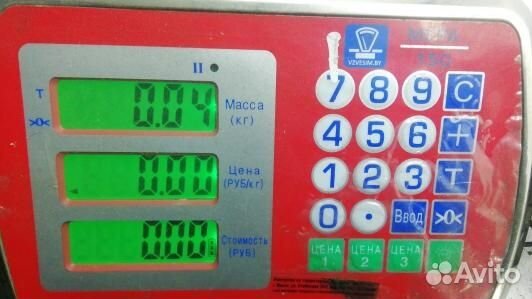 II
VZVESIM.BY
T
0.04
Масса
(кг)
>0<
0.00
Цена
(РУБ/кг)
0.00
Стоимость
(РУБ)
7 8 9 C
4 5 6 +
1 2 3 T
0 . Ввод >0<
ЦЕНА 1 ЦЕНА 2 ЦЕНА 3
Avito